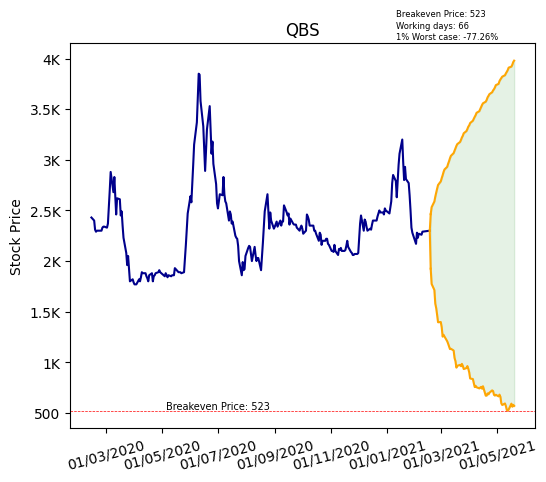 Breakeven Price: 523
Working days: 66
1% Worst case: -77.26%
QBS
4K
3.5K
3K
2.5K
2K
1.5K
1K
500
Stock Price
Breakeven Price: 523
01/03/2020
01/05/2020
01/07/2020
01/09/2020
01/11/2020
01/01/2021
01/03/2021
01/05/2021